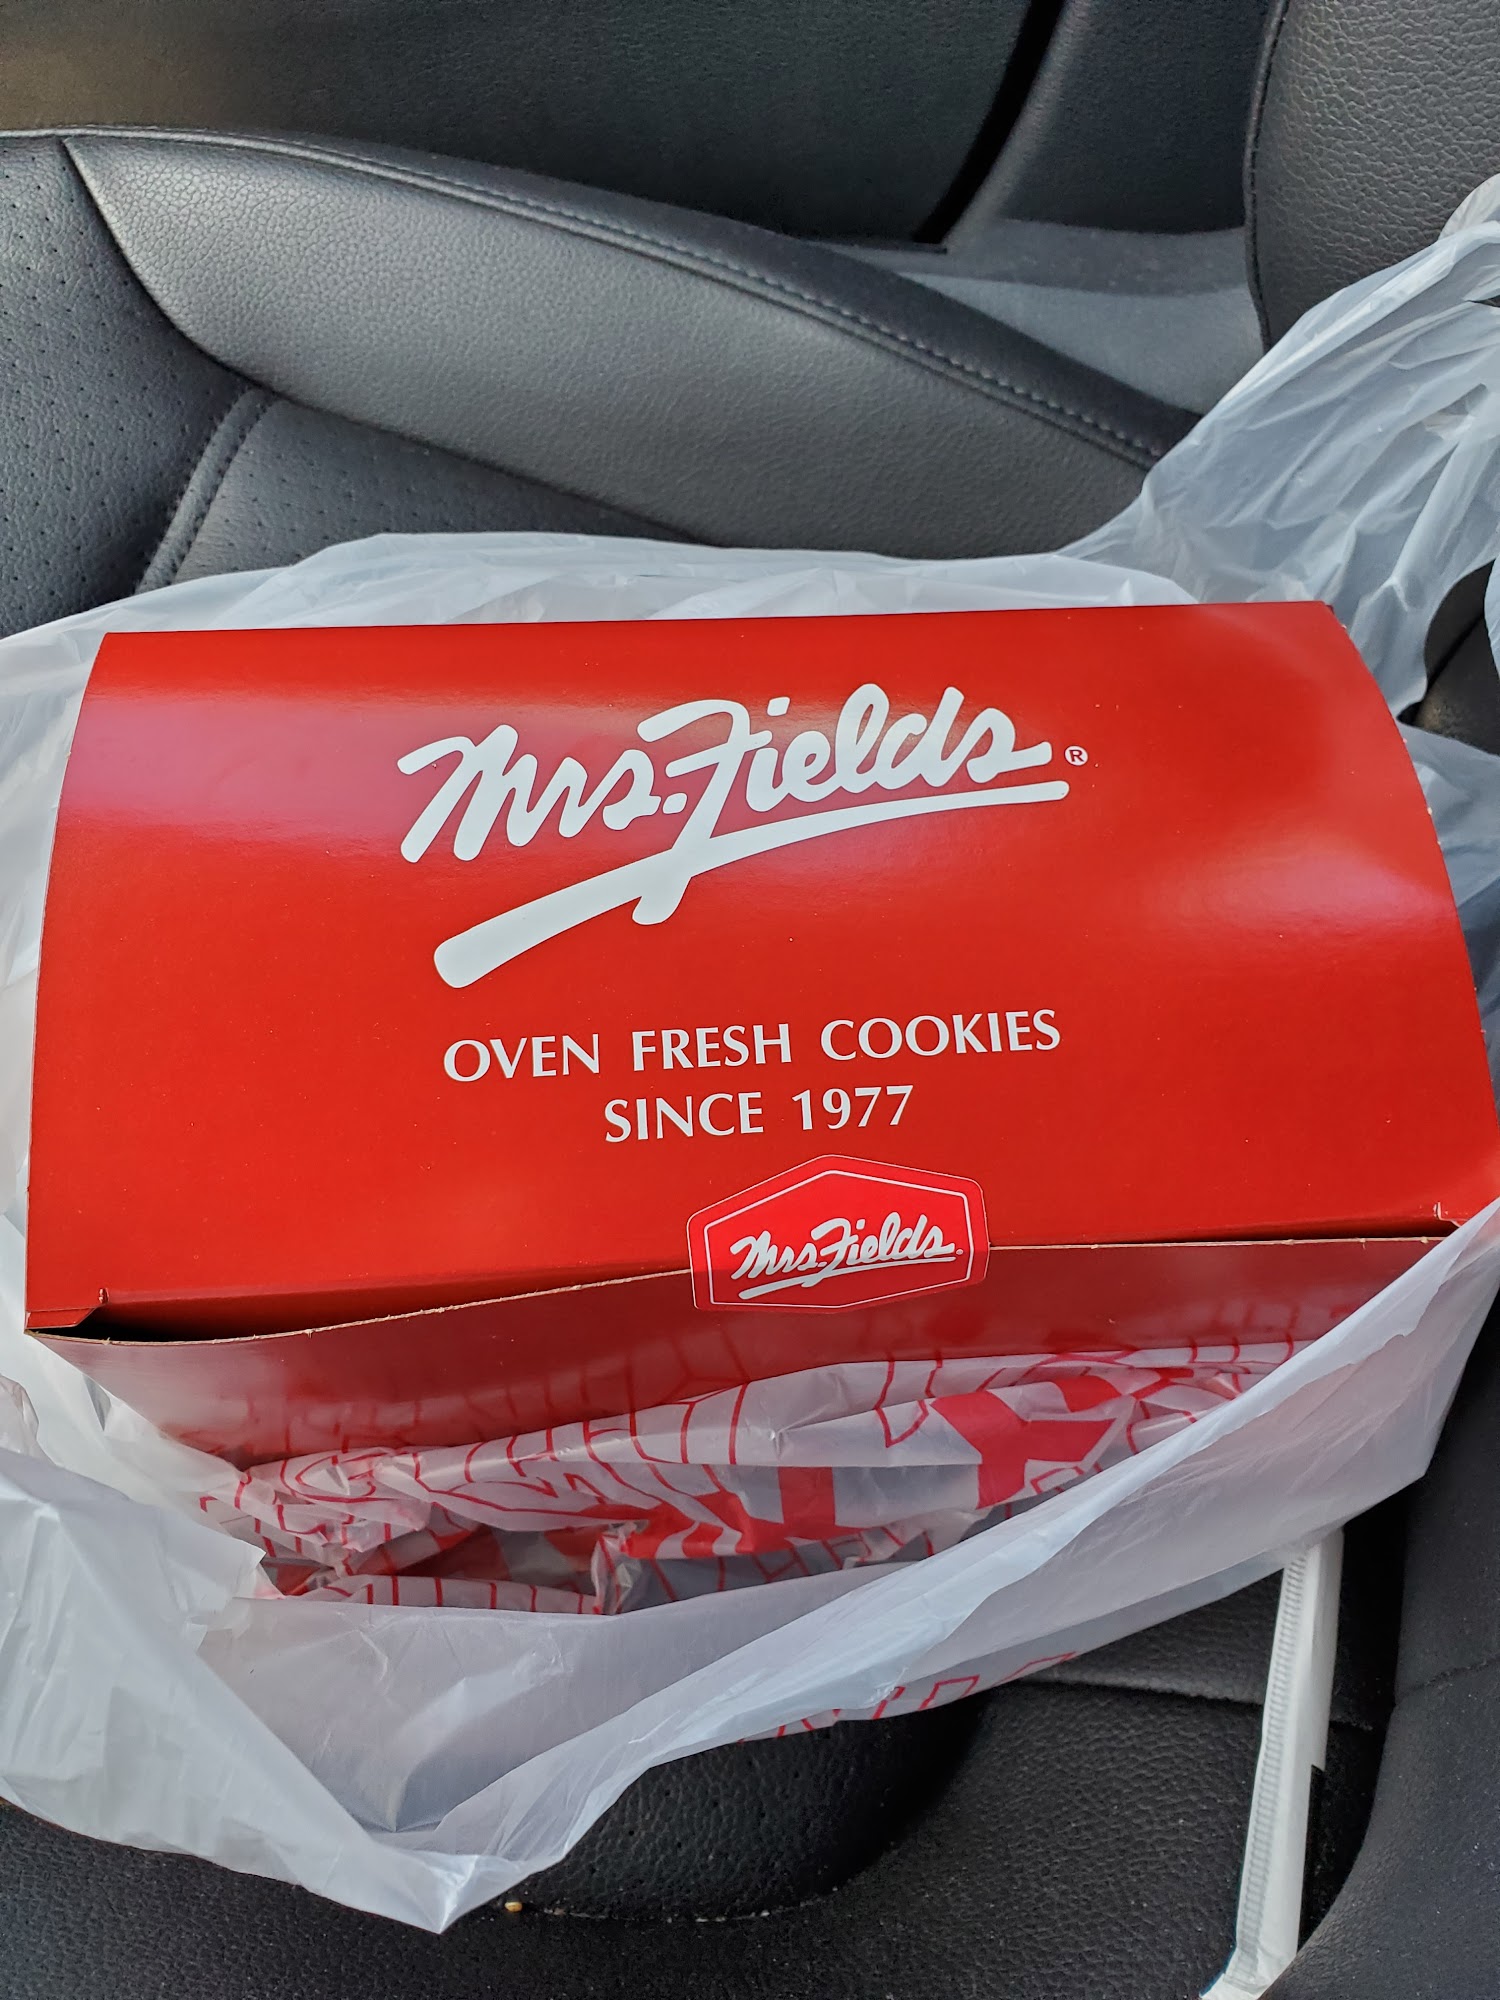 Mrs. Fields®
OVEN FRESH COOKIES
SINCE 1977
Mrs. Fields